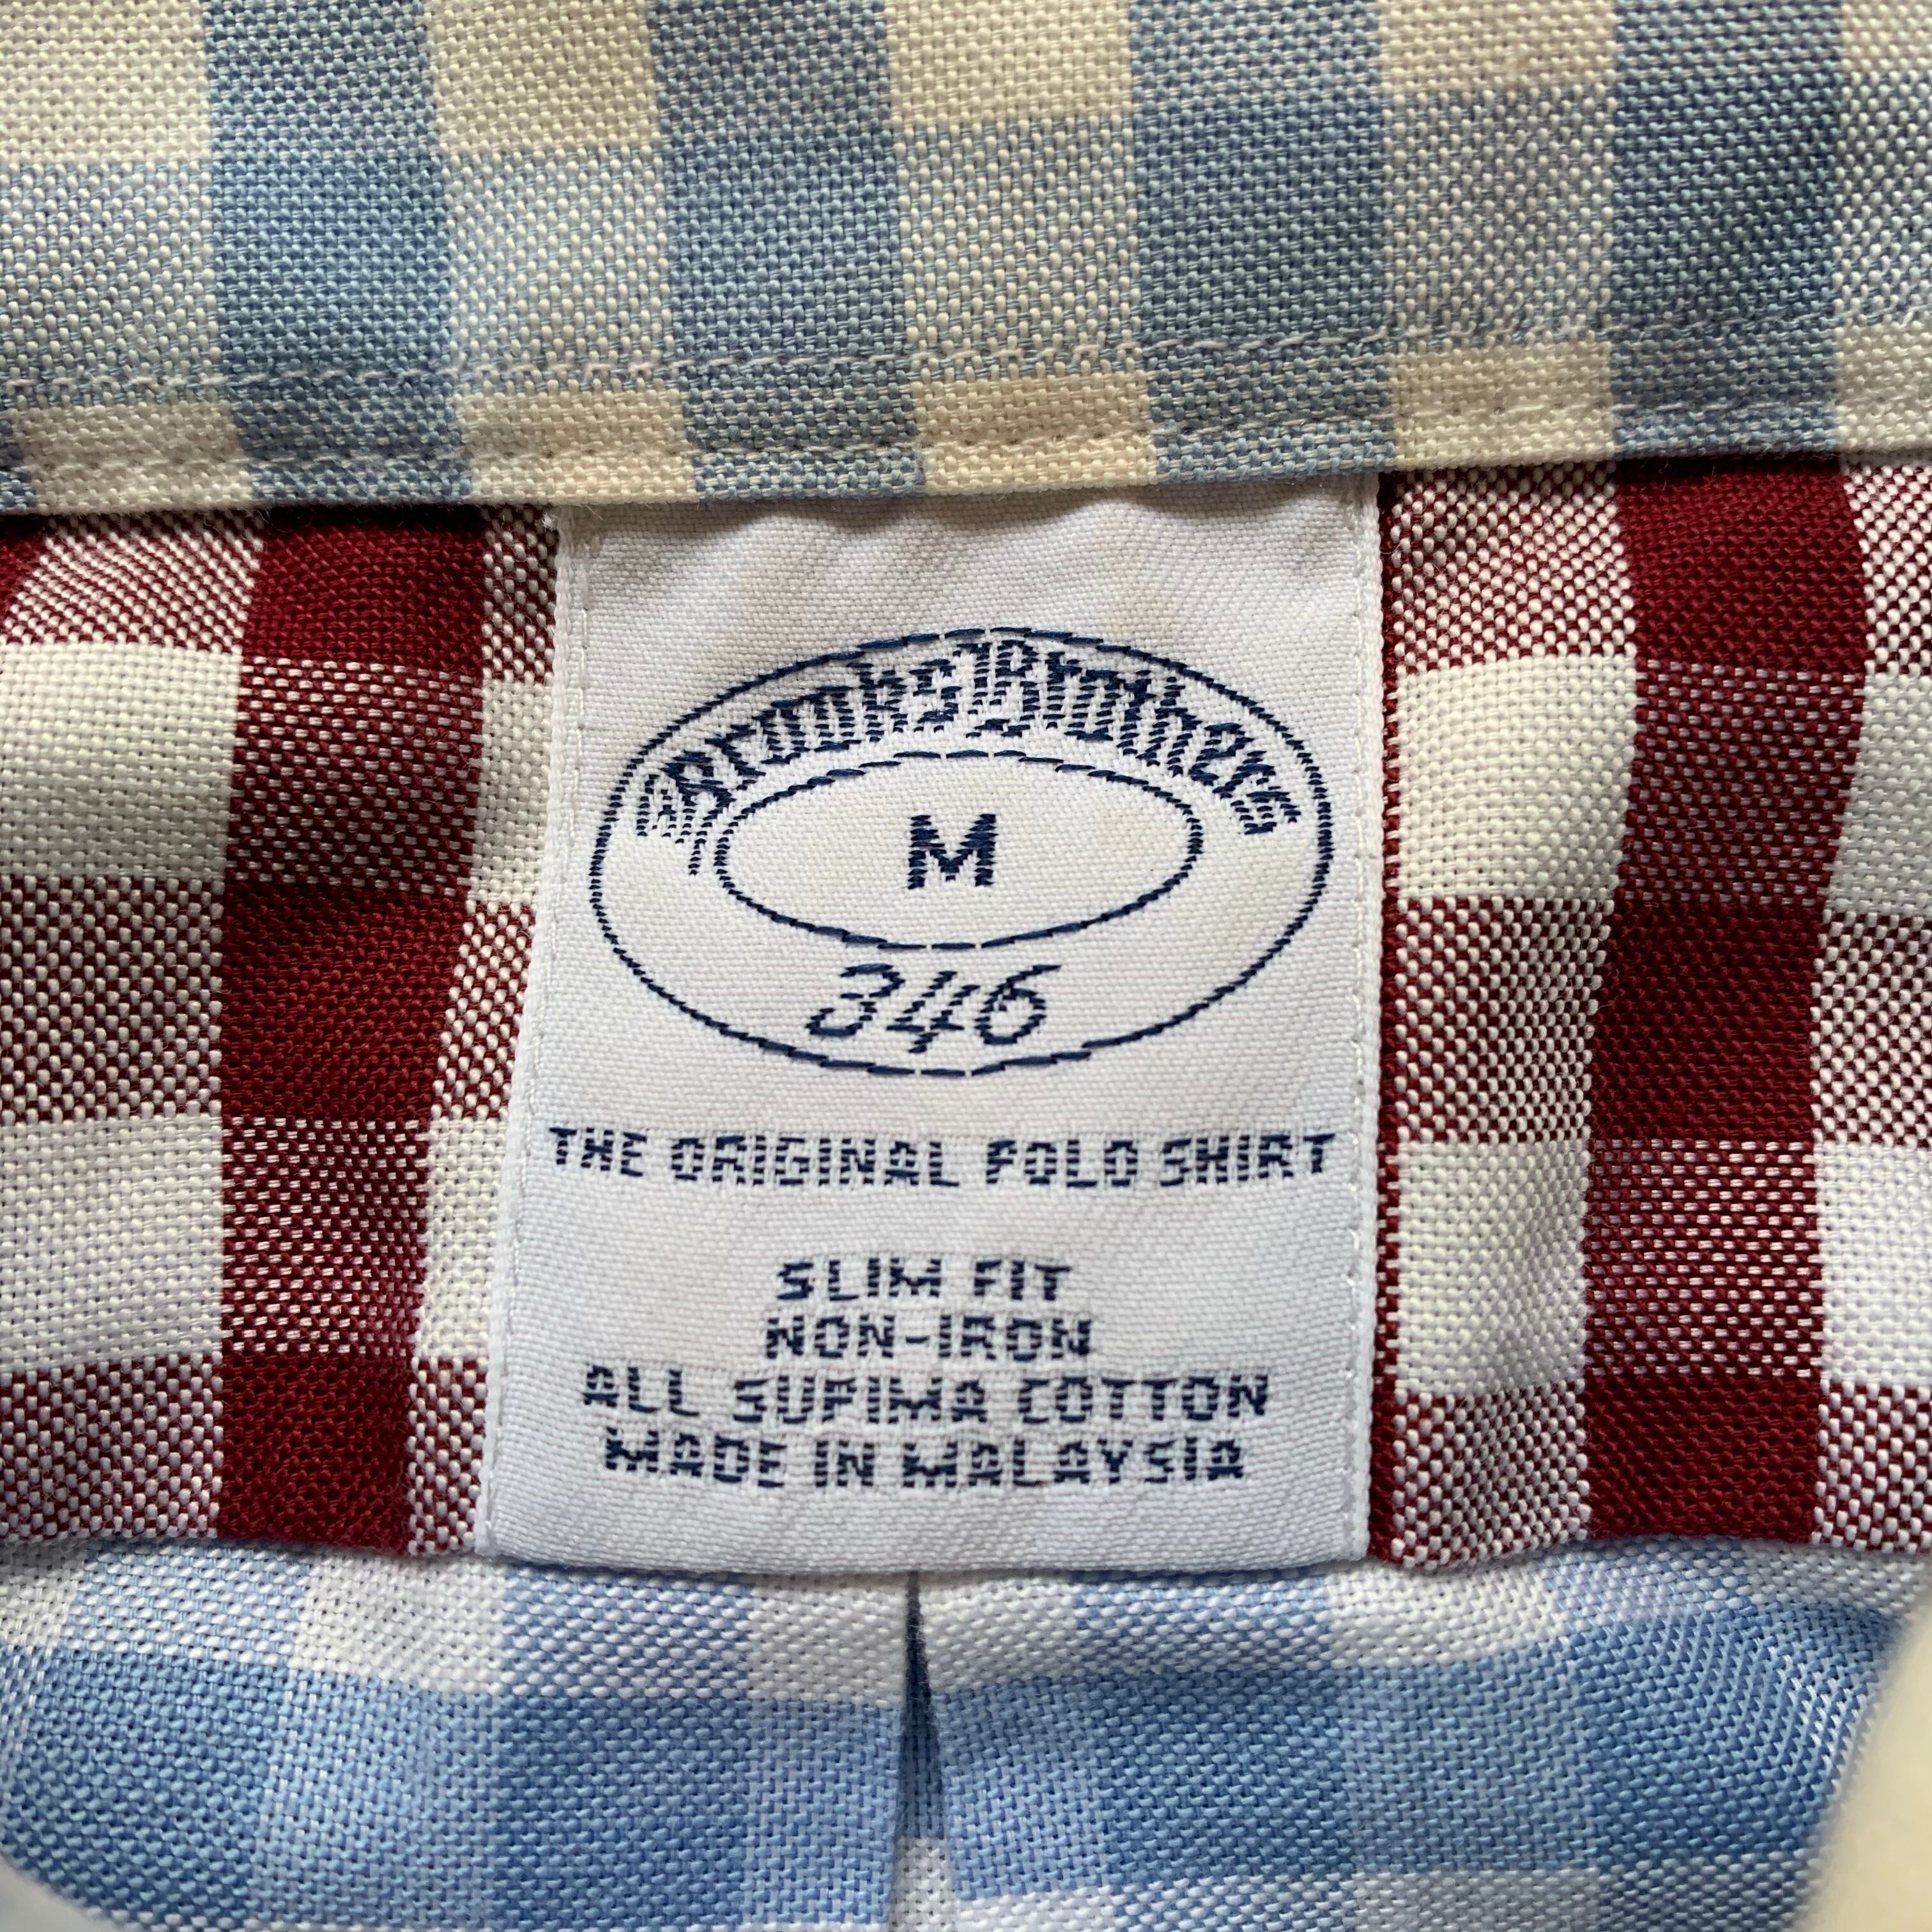 Brooks Brothers
M
346
THE ORIGINAL POLO SHIRT
SLIM FIT
NON-IRON
ALL SUPIMA COTTON
MADE IN MALAYSIA